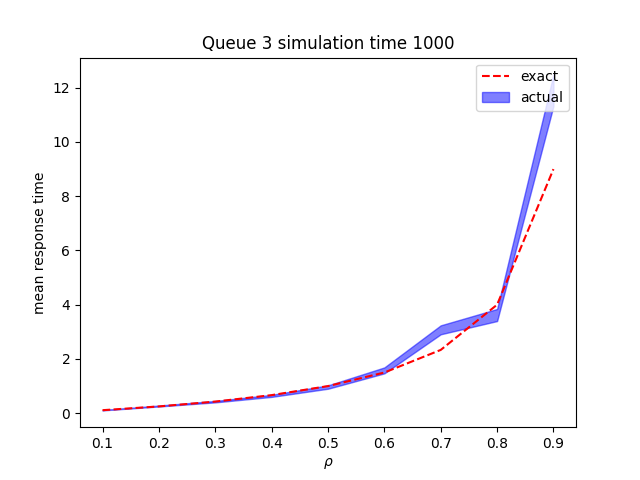 Queue 3 simulation time 1000
exact
actual
mean response time
12
10
8
6
4
2
0
0.1 0.2 0.3 0.4 0.5 0.6 0.7 0.8 0.9
ρ